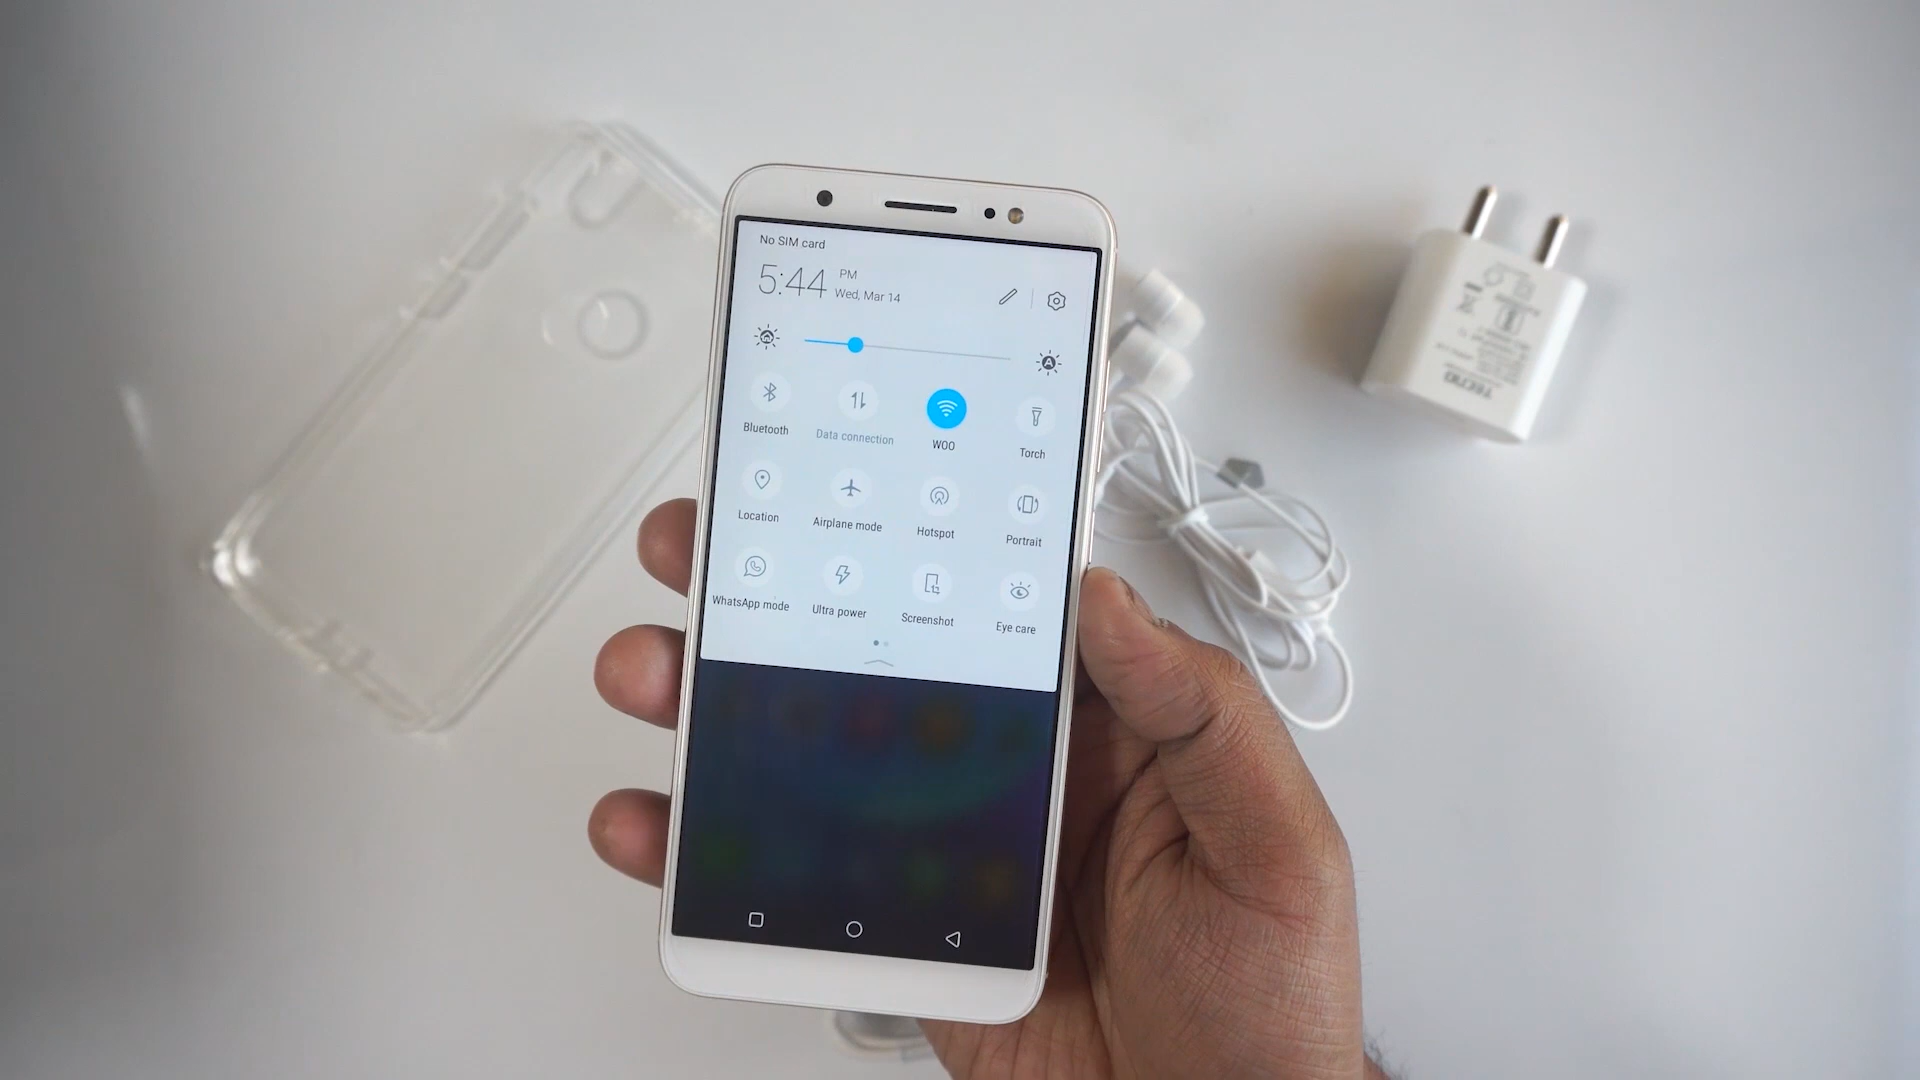 No SIM card
5:44 PM
Wed, Mar 14
Bluetooth
Data connection
WOO
Torch
Location
Airplane mode
Hotspot
Portrait
WhatsApp mode
Ultra power
Screenshot
Eye care
TECNO